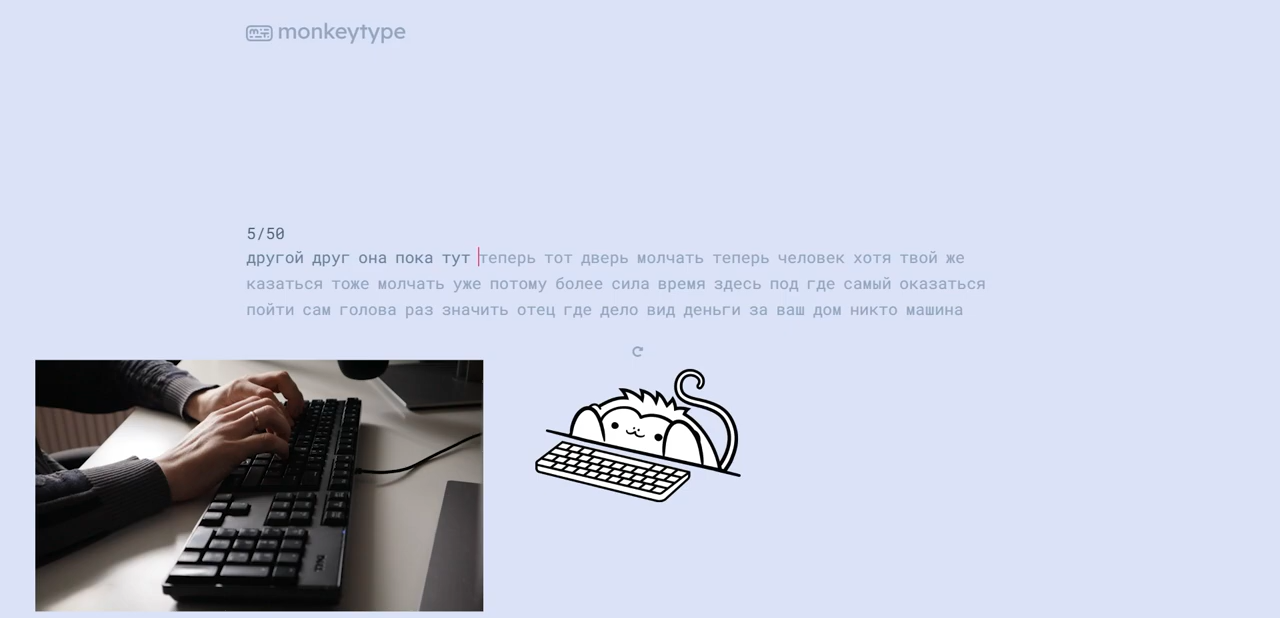 monkeytype
5/50
другой друг она пока тут теперь тот дверь молчать теперь человек хотя твой же
казаться тоже молчать уже потому более сила время здесь под где самый оказаться
пойти сам голова раз значить отец где дело вид деньги за ваш дом никто машина